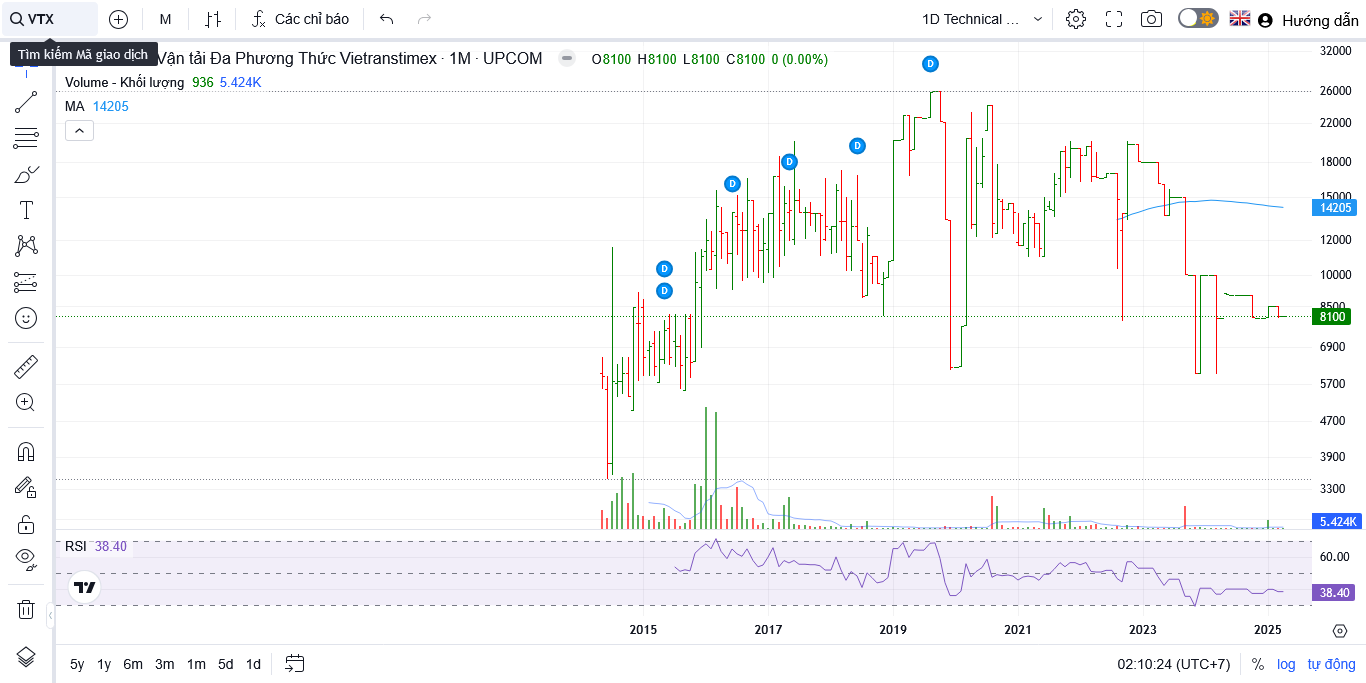 VTX M Các chỉ báo 1D Technical ... Hướng dẫn
Tìm kiếm Mã giao dịch
Vận tải Đa Phương Thức Vietranstimex · 1M · UPCOM O8100 H8100 L8100 C8100 0 (0.00%)
Volume - Khối lượng 936 5.424K
MA 14205
32000
26000
22000
18000
15000
14205
12000
10000
8500
8100
6900
5700
4700
3900
3300
5.424K
D
D
D
D
D
D
RSI 38.40
60.00
38.40
2015 2017 2019 2021 2023 2025
5y 1y 6m 3m 1m 5d 1d 02:10:24 (UTC+7) % log tự động